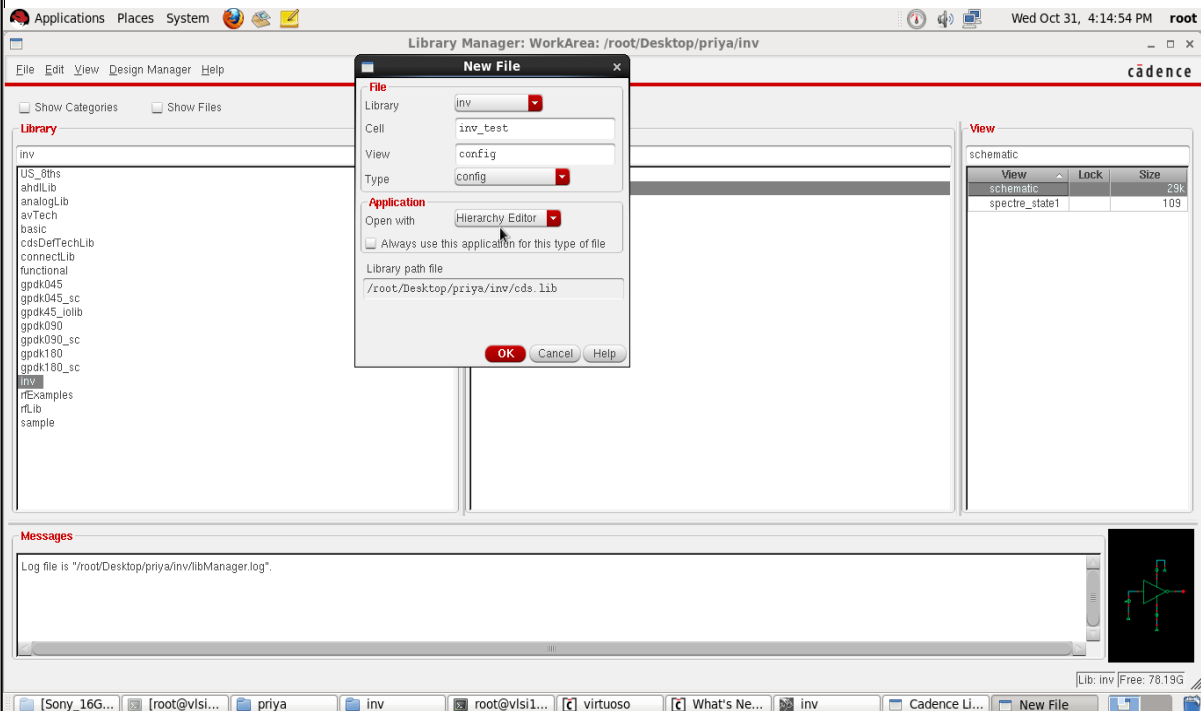 Applications Places System Wed Oct 31, 4:14:54 PM root
Library Manager: WorkArea: /root/Desktop/priya/inv
File Edit View Design Manager Help
cādence
Show Categories Show Files
Library
inv
US_8ths
ahdlLib
analogLib
avTech
basic
cdsDefTechLib
connectLib
functional
gpdk045
gpdk045_sc
gpdk45_iolib
gpdk090
gpdk090_sc
gpdk180
gpdk180_sc
inv
rfExamples
rfLib
sample
New File
File
Library inv
Cell inv_test
View config
Type config
Application
Open with Hierarchy Editor
Always use this application for this type of file
Library path file
/root/Desktop/priya/inv/cds.lib
OK Cancel Help
View
schematic
View Lock Size
schematic 29k
spectre_state1 109
Messages
Log file is "/root/Desktop/priya/inv/libManager.log".
Lib: inv Free: 78.19G
[Sony_16G... [root@vlsi... priya inv root@vlsi1... virtuoso What's Ne... inv Cadence Li... New File